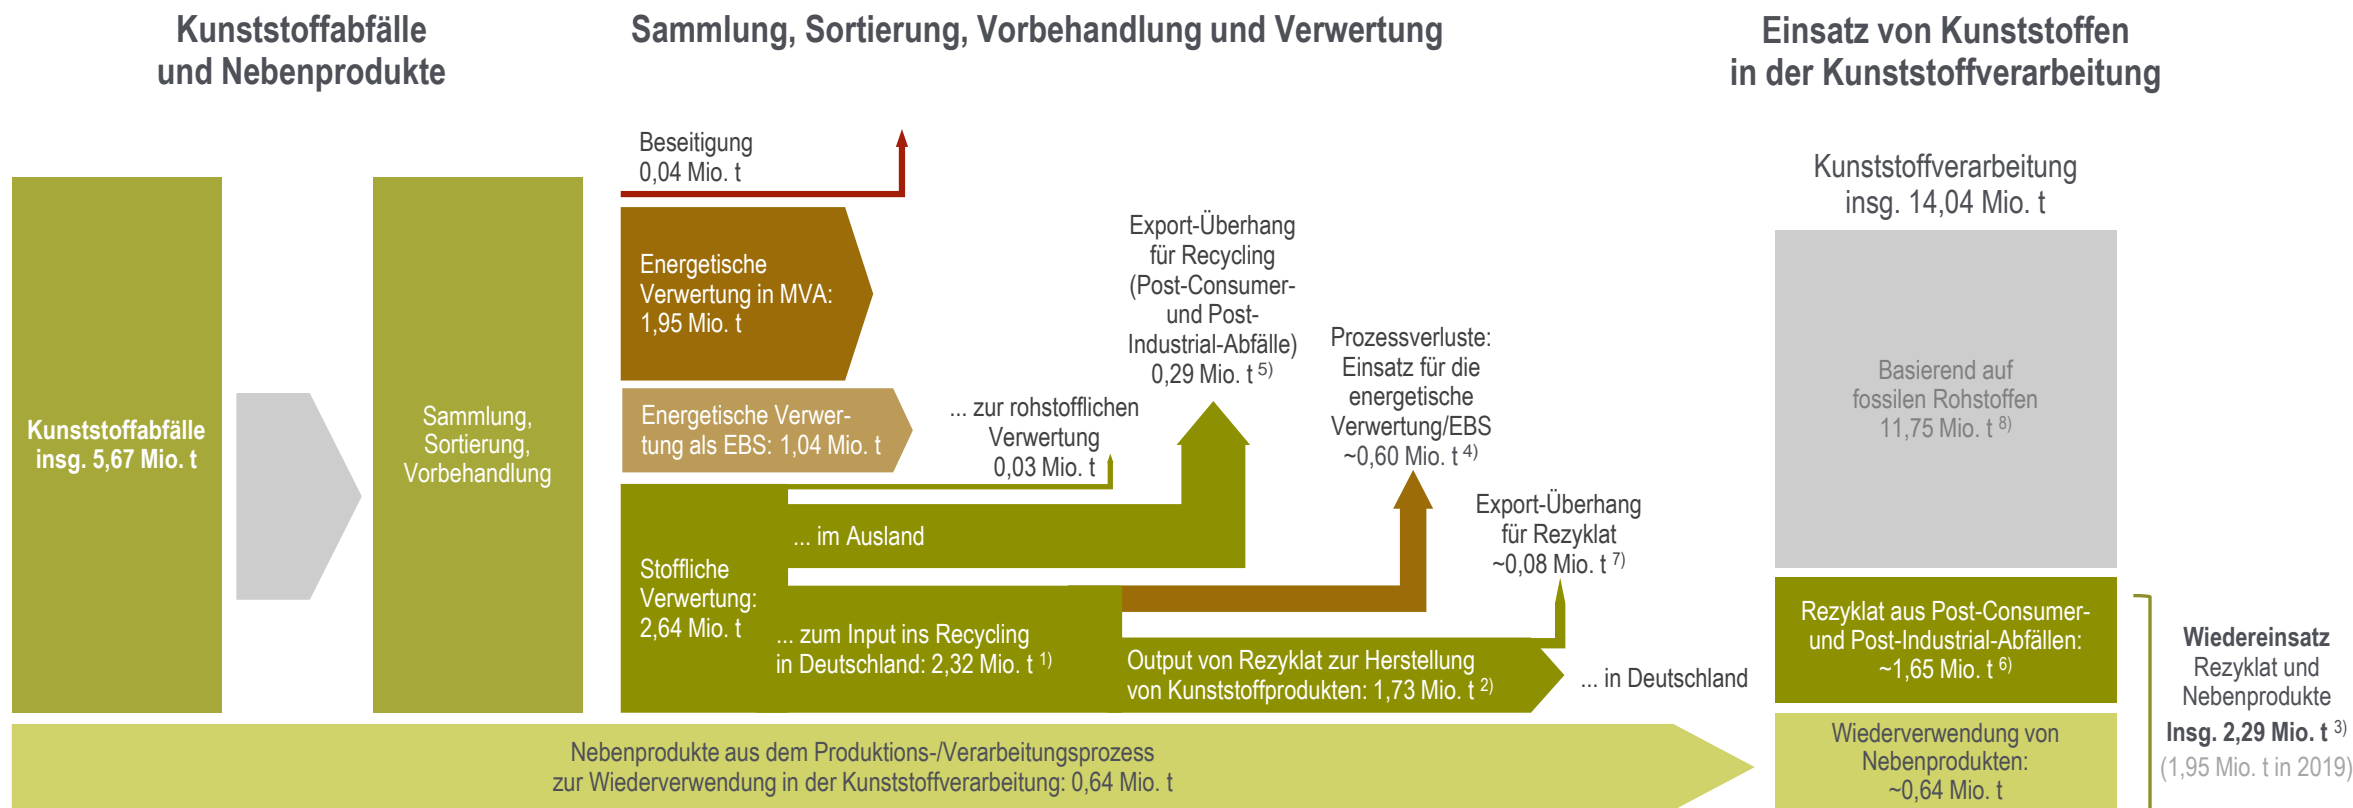 Kunststoffabfälle
und Nebenprodukte
Sammlung, Sortierung, Vorbehandlung und Verwertung
Einsatz von Kunststoffen
in der Kunststoffverarbeitung
Kunststoffabfälle
insg. 5,67 Mio. t
Sammlung,
Sortierung,
Vorbehandlung
Beseitigung
0,04 Mio. t
Energetische
Verwertung in MVA:
1,95 Mio. t
Energetische Verwer-
tung als EBS: 1,04 Mio. t
Stoffliche
Verwertung:
2,64 Mio. t
... zur rohstofflichen
Verwertung
0,03 Mio. t
... im Ausland
Export-Überhang
für Recycling
(Post-Consumer-
und Post-
Industrial-Abfälle)
0,29 Mio. t 5)
... zum Input ins Recycling
in Deutschland: 2,32 Mio. t 1)
Prozessverluste:
Einsatz für die
energetische
Verwertung/EBS
~0,60 Mio. t 4)
Output von Rezyklat zur Herstellung
von Kunststoffprodukten: 1,73 Mio. t 2)
Export-Überhang
für Rezyklat
~0,08 Mio. t 7)
... in Deutschland
Nebenprodukte aus dem Produktions-/Verarbeitungsprozess
zur Wiederverwendung in der Kunststoffverarbeitung: 0,64 Mio. t
Kunststoffverarbeitung
insg. 14,04 Mio. t
Basierend auf
fossilen Rohstoffen
11,75 Mio. t 8)
Rezyklat aus Post-Consumer-
und Post-Industrial-Abfällen:
~1,65 Mio. t 6)
Wiederverwendung von
Nebenprodukten:
~0,64 Mio. t
Wiedereinsatz
Rezyklat und
Nebenprodukte
Insg. 2,29 Mio. t 3)
(1,95 Mio. t in 2019)